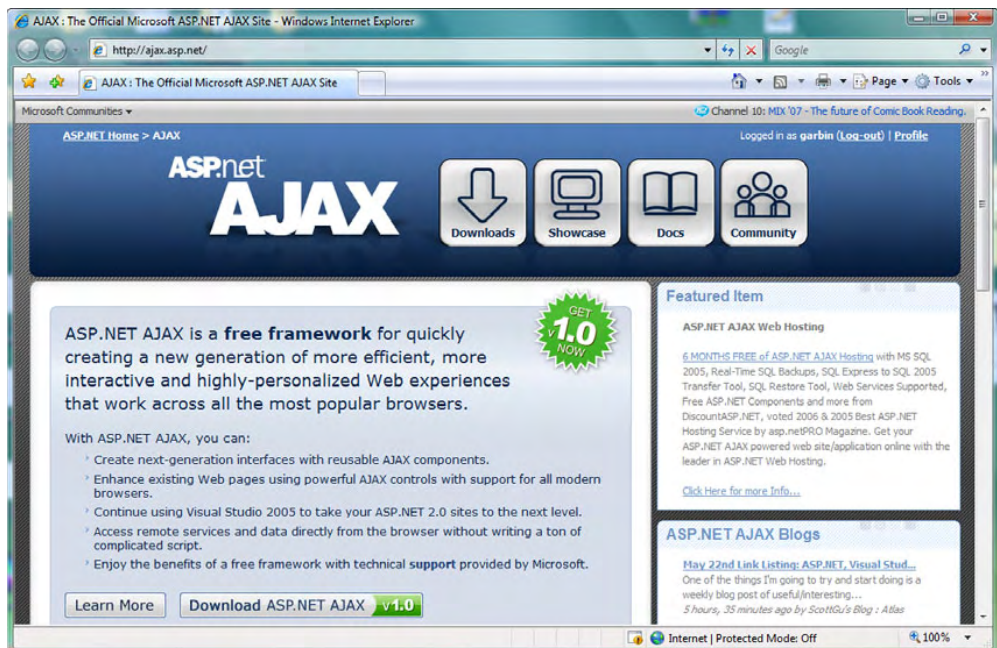 AJAX : The Official Microsoft ASP.NET AJAX Site - Windows Internet Explorer
http://ajax.asp.net/
Google
AJAX : The Official Microsoft ASP.NET AJAX Site
Page
Tools
Microsoft Communities
Channel 10: MIX '07 - The future of Comic Book Reading.
ASP.NET Home > AJAX
Logged in as garbin (Log-out) | Profile
ASP.net
AJAX
Downloads
Showcase
Docs
Community
GET
v1.0
NOW
ASP.NET AJAX is a free framework for quickly
creating a new generation of more efficient, more
interactive and highly-personalized Web experiences
that work across all the most popular browsers.
With ASP.NET AJAX, you can:
Create next-generation interfaces with reusable AJAX components.
Enhance existing Web pages using powerful AJAX controls with support for all modern
browsers.
Continue using Visual Studio 2005 to take your ASP.NET 2.0 sites to the next level.
Access remote services and data directly from the browser without writing a ton of
complicated script.
Enjoy the benefits of a free framework with technical support provided by Microsoft.
Learn More
Download ASP.NET AJAX v1.0
Featured Item
ASP.NET AJAX Web Hosting
6 MONTHS FREE of ASP.NET AJAX Hosting with MS SQL
2005, Real-Time SQL Backups, SQL Express to SQL 2005
Transfer Tool, SQL Restore Tool, Web Services Supported,
Free ASP.NET Components and more from
DiscountASP.NET, voted 2006 & 2005 Best ASP.NET
Hosting Service by asp.netPRO Magazine. Get your
ASP.NET AJAX powered web site/application online with the
leader in ASP.NET Web Hosting.
Click Here for more Info...
ASP.NET AJAX Blogs
May 22nd Link Listing: ASP.NET, Visual Stud...
One of the things I'm going to try and start doing is a
weekly blog post of useful/interesting...
5 hours, 35 minutes ago by ScottGu's Blog : Atlas
Internet | Protected Mode: Off
100%